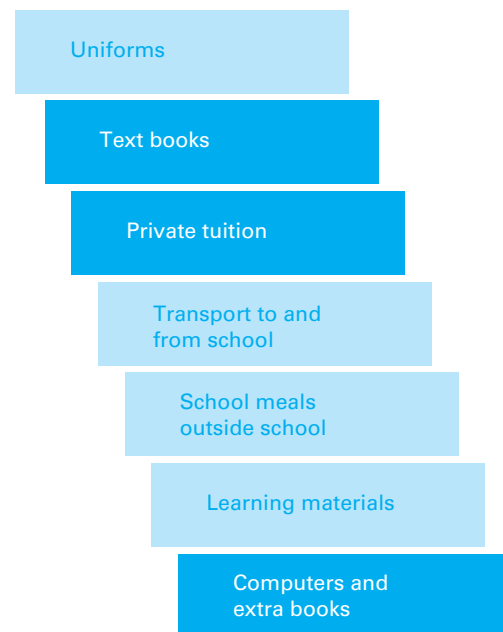 Uniforms
Text books
Private tuition
Transport to and
from school
School meals
outside school
Learning materials
Computers and
extra books